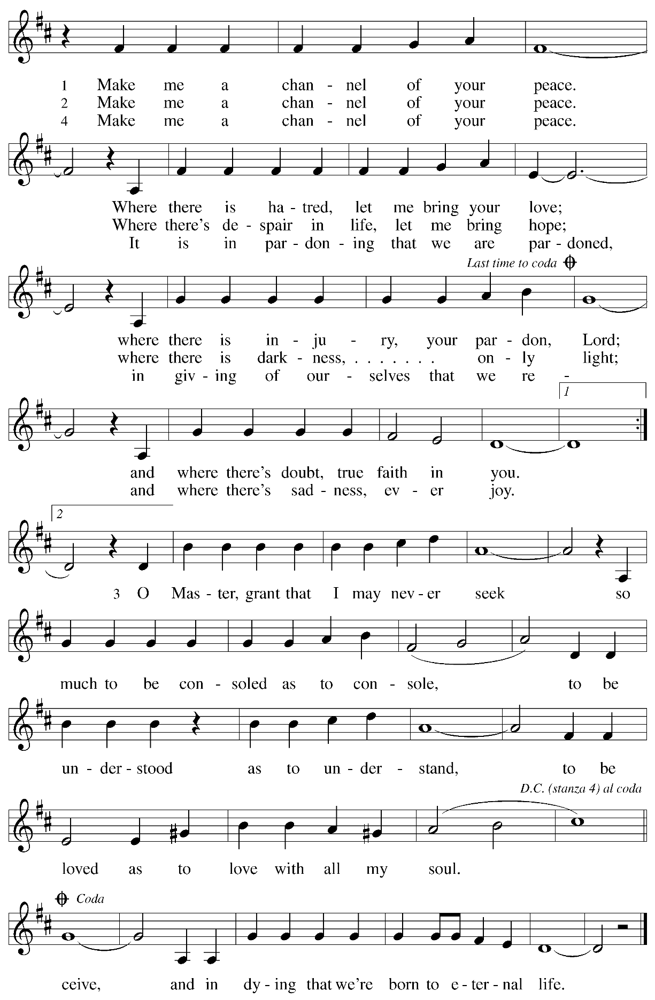 1 Make me a chan - nel of your peace.
2 Make me a chan - nel of your peace.
4 Make me a chan - nel of your peace.
Where there is ha - tred, let me bring your love;
Where there's de - spair in life, let me bring hope;
It is in par - don - ing that we are par - doned,
Last time to coda
where there is in - ju - ry, your par - don, Lord;
where there is dark - ness, . . . . . . . on - ly light;
in giv - ing of our - selves that we re -
1
and where there's doubt, true faith in you.
and where there's sad - ness, ev - er joy.
2
3 O Mas - ter, grant that I may nev - er seek so
much to be con - soled as to con - sole, to be
un - der - stood as to un - der - stand, to be
D.C. (stanza 4) al coda
loved as to love with all my soul.
Coda
ceive, and in dy - ing that we're born to e - ter - nal life.